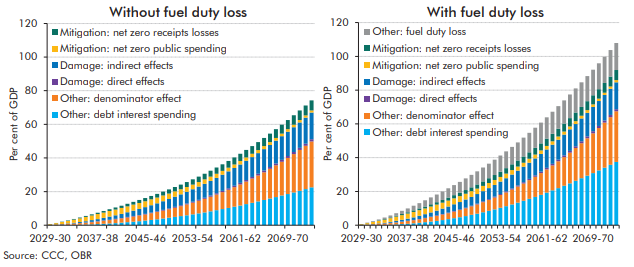 Without fuel duty loss
Per cent of GDP
120
100
80
60
40
20
0
Mitigation: net zero receipts losses
Mitigation: net zero public spending
Damage: indirect effects
Damage: direct effects
Other: denominator effect
Other: debt interest spending
2029-30 2037-38 2045-46 2053-54 2061-62 2069-70
With fuel duty loss
Per cent of GDP
120
100
80
60
40
20
0
Other: fuel duty loss
Mitigation: net zero receipts losses
Mitigation: net zero public spending
Damage: indirect effects
Damage: direct effects
Other: denominator effect
Other: debt interest spending
2029-30 2037-38 2045-46 2053-54 2061-62 2069-70
Source: CCC, OBR